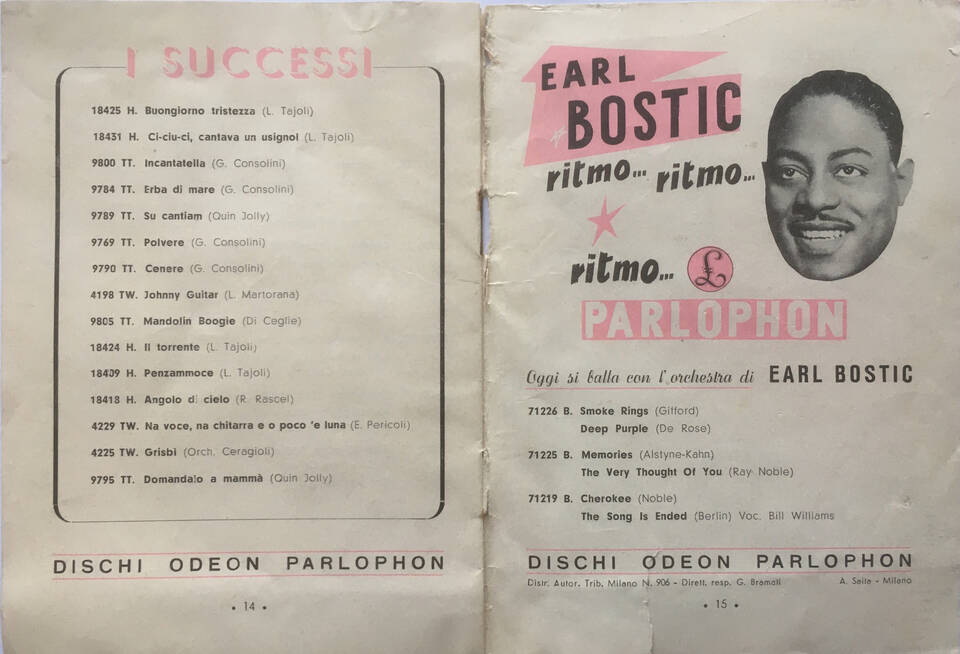 I SUCCESSI
18425 H. Buongiorno tristezza (L. Tajoli)
18431 H. Ci-ciu-ci, cantava un usignol (L. Tajoli)
9800 TT. Incantatella (G. Consolini)
9784 TT. Erba di mare (G. Consolini)
9789 TT. Su cantiam (Quin Jolly)
9769 TT. Polvere (G. Consolini)
9790 TT. Cenere (G. Consolini)
4198 TW. Johnny Guitar (L. Martorana)
9805 TT. Mandolin Boogie (Di Ceglie)
18424 H. Il torrente (L. Tajoli)
18409 H. Penzammoce (L. Tajoli)
18418 H. Angolo di cielo (R. Rascel)
4229 TW. Na voce, na chitarra e o poco 'e luna (E. Pericoli)
4225 TW. Grisbi (Orch. Ceragioli)
9795 TT. Domandalo a mammà (Quin Jolly)
DISCHI ODEON PARLOPHON
• 14 •
EARL
BOSTIC
ritmo... ritmo...
ritmo... £
PARLOPHON
Oggi si balla con l'orchestra di EARL BOSTIC
71226 B. Smoke Rings (Gifford)
Deep Purple (De Rose)
71225 B. Memories (Alstyne-Kahn)
The Very Thought Of You (Ray Noble)
71219 B. Cherokee (Noble)
The Song Is Ended (Berlin) Voc. Bill Williams
DISCHI ODEON PARLOPHON
Distr. Autor. Trib. Milano N. 906 - Dirett. resp. G. Bramati A. Saita - Milano
• 15 •